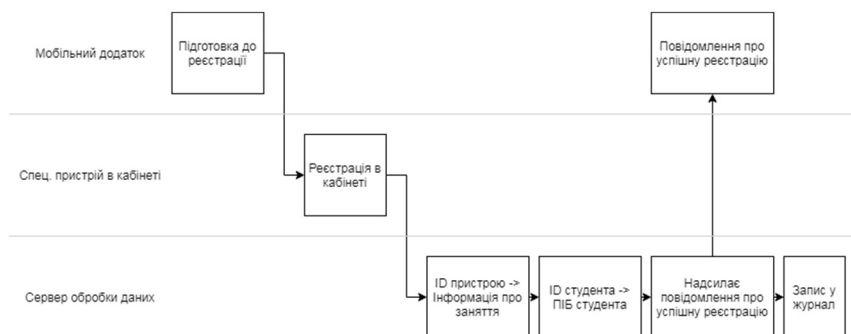 Мобільний додаток
Підготовка до
реєстрації
Повідомлення про
успішну реєстрацію
Спец. пристрій в кабінеті
Реєстрація в
кабінеті
Сервер обробки даних
ID пристрою ->
Інформація про
заняття
ID студента ->
ПІБ студента
Надсилає
повідомлення про
успішну реєстрацію
Запис у
журнал